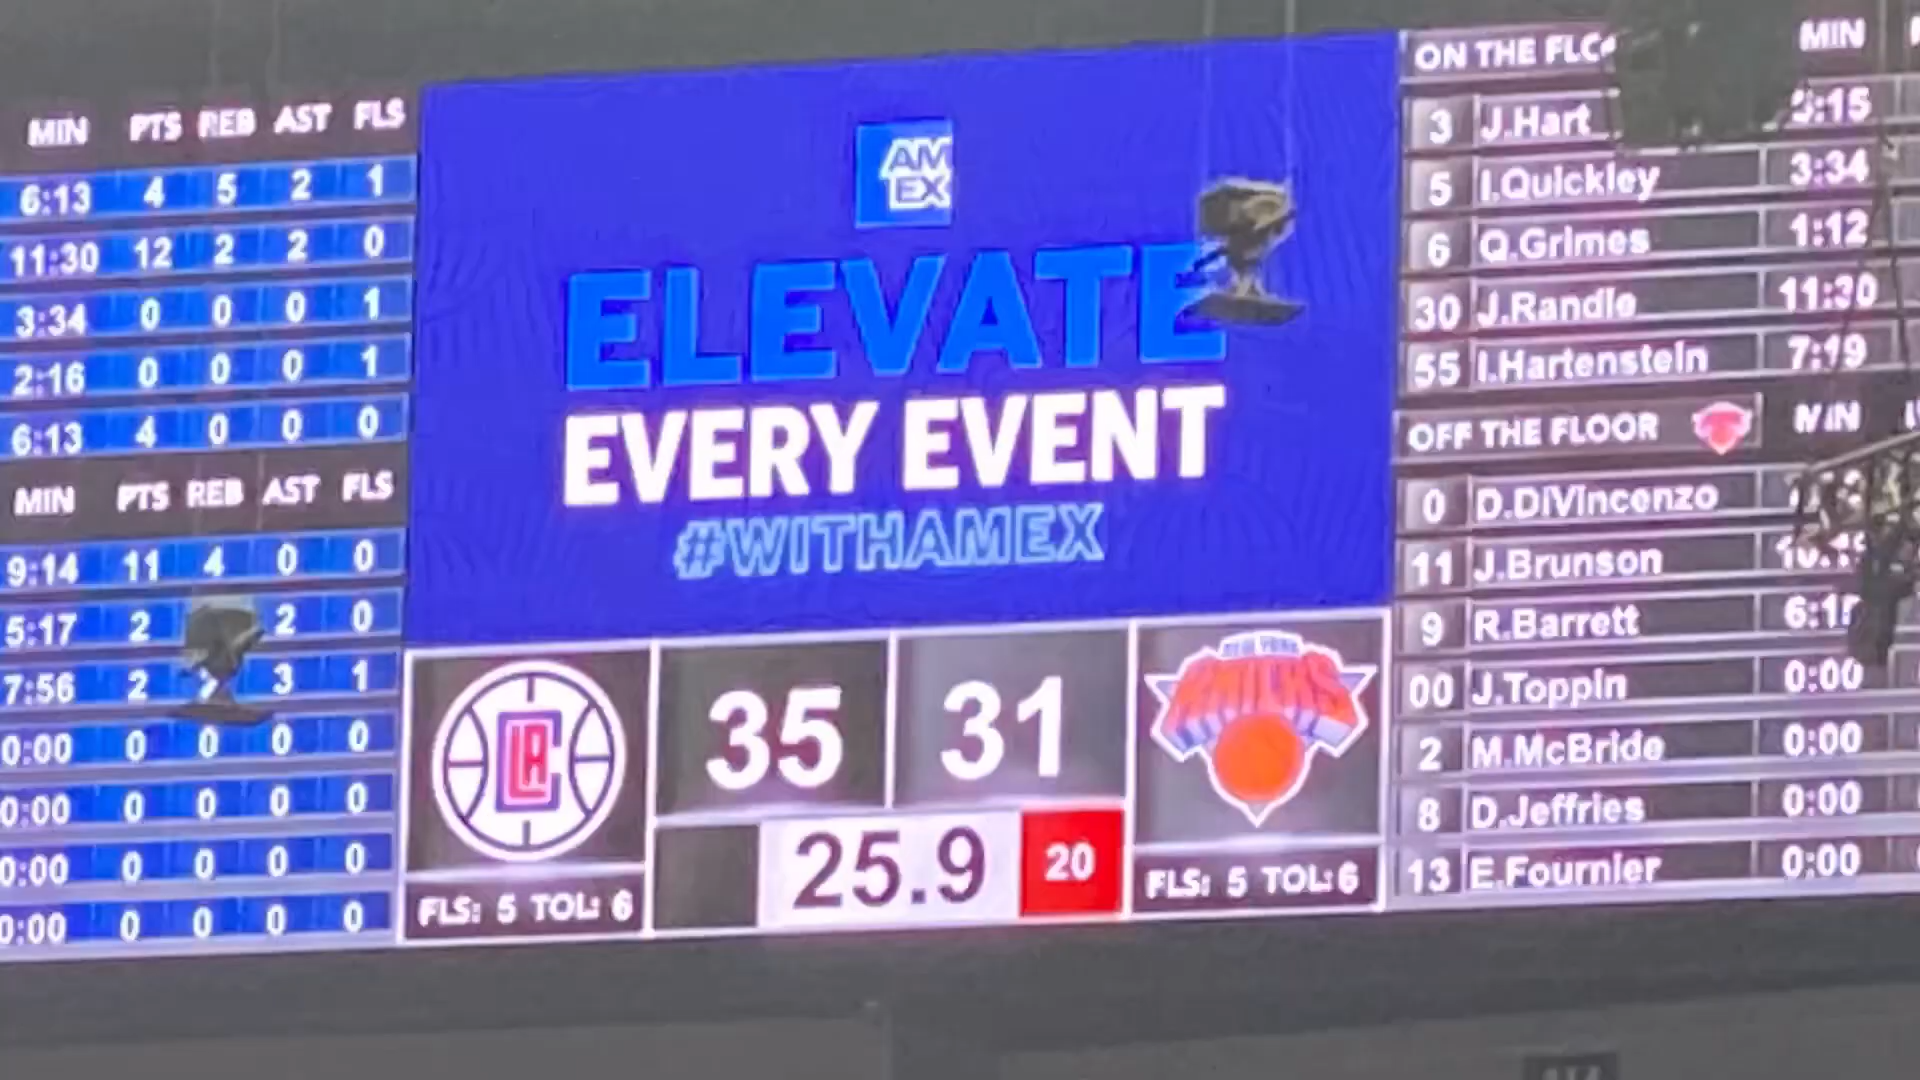 MIN PTS REB AST FLS
6:13 4 5 2 1
11:30 12 2 2 0
3:34 0 0 0 1
2:16 0 0 0 1
6:13 4 0 0 0
MIN PTS REB AST FLS
9:14 11 4 0 0
5:17 2 2 0
7:56 2 3 1
0:00 0 0 0 0
0:00 0 0 0 0
0:00 0 0 0 0
0:00 0 0 0 0
AM
EX
ELEVATE
EVERY EVENT
#WITHAMEX
LAC
35 31
NEW YORK
KNICKS
25.9 20
FLS: 5 TOL: 6
FLS: 5 TOL: 6
ON THE MIN
3 J.Hart
5 I.Quickley 3:34
6 Q.Grimes 1:12
30 J.Randle 11:30
55 I.Hartenstein 7:19
OFF THE FLOOR MIN
0 D.DiVincenzo
11 J.Brunson
9 R.Barrett
00 J.Toppin 0:00
2 M.McBride 0:00
8 D.Jeffries 0:00
13 E.Fournier 0:00